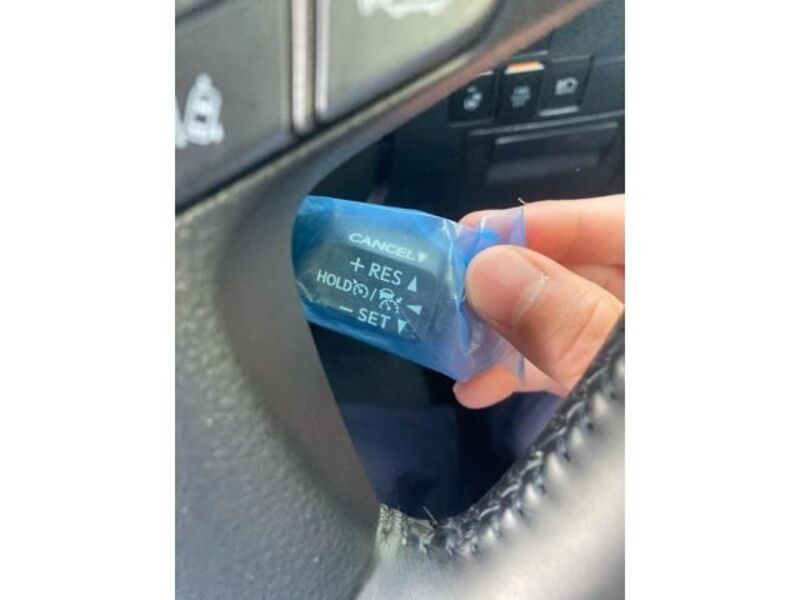 CANCEL▼
+ RES ▲
HOLD /
− SET ▼